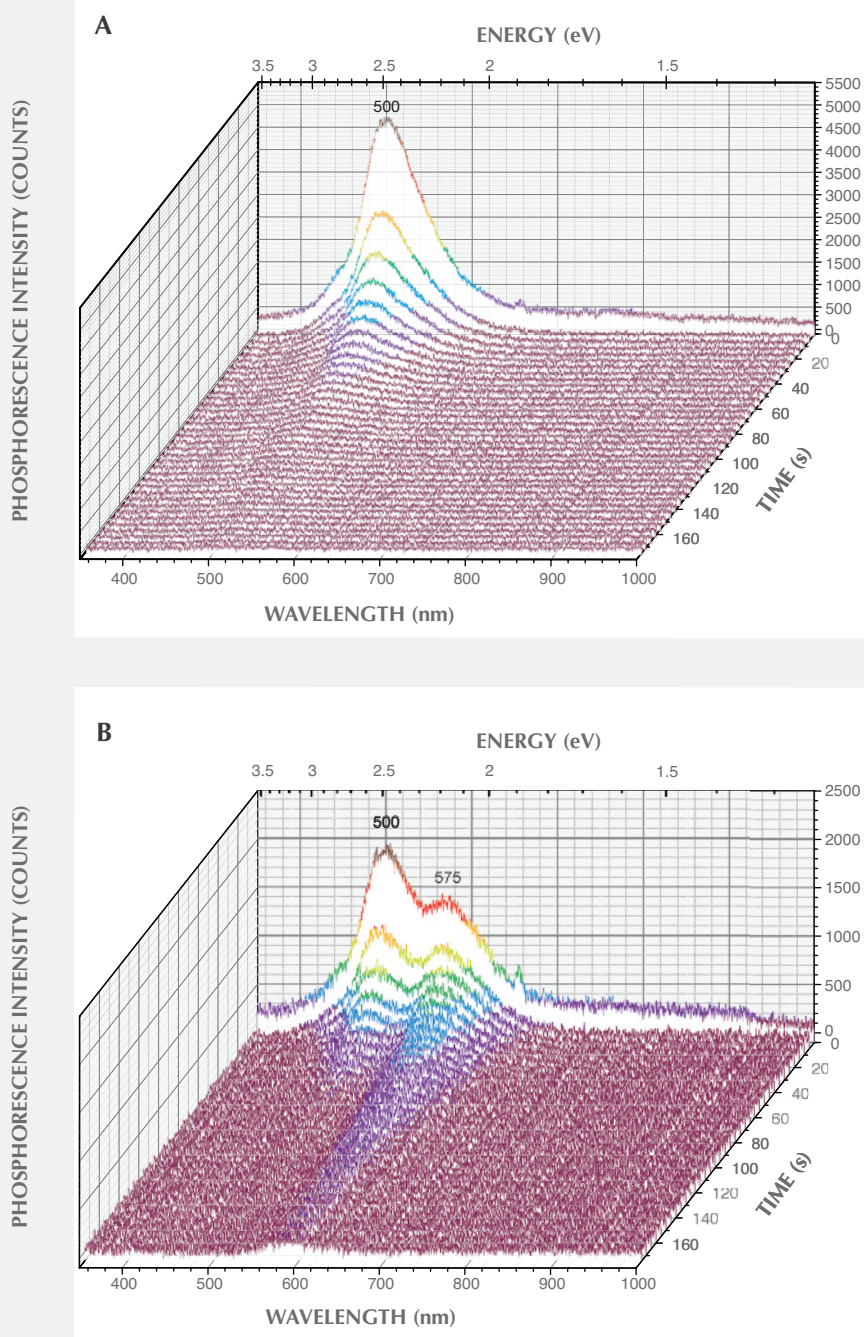 A
ENERGY (eV)
3.5 3 2.5 2 1.5
500
5500
5000
4500
4000
3500
3000
2500
2000
1500
1000
500
0
0
20
40
60
80
100
120
140
160
TIME (s)
PHOSPHORESCENCE INTENSITY (COUNTS)
400 500 600 700 800 900 1000
WAVELENGTH (nm)
B
ENERGY (eV)
3.5 3 2.5 2 1.5
500
575
2500
2000
1500
1000
500
0
0
20
40
60
80
100
120
140
160
TIME (s)
PHOSPHORESCENCE INTENSITY (COUNTS)
400 500 600 700 800 900 1000
WAVELENGTH (nm)